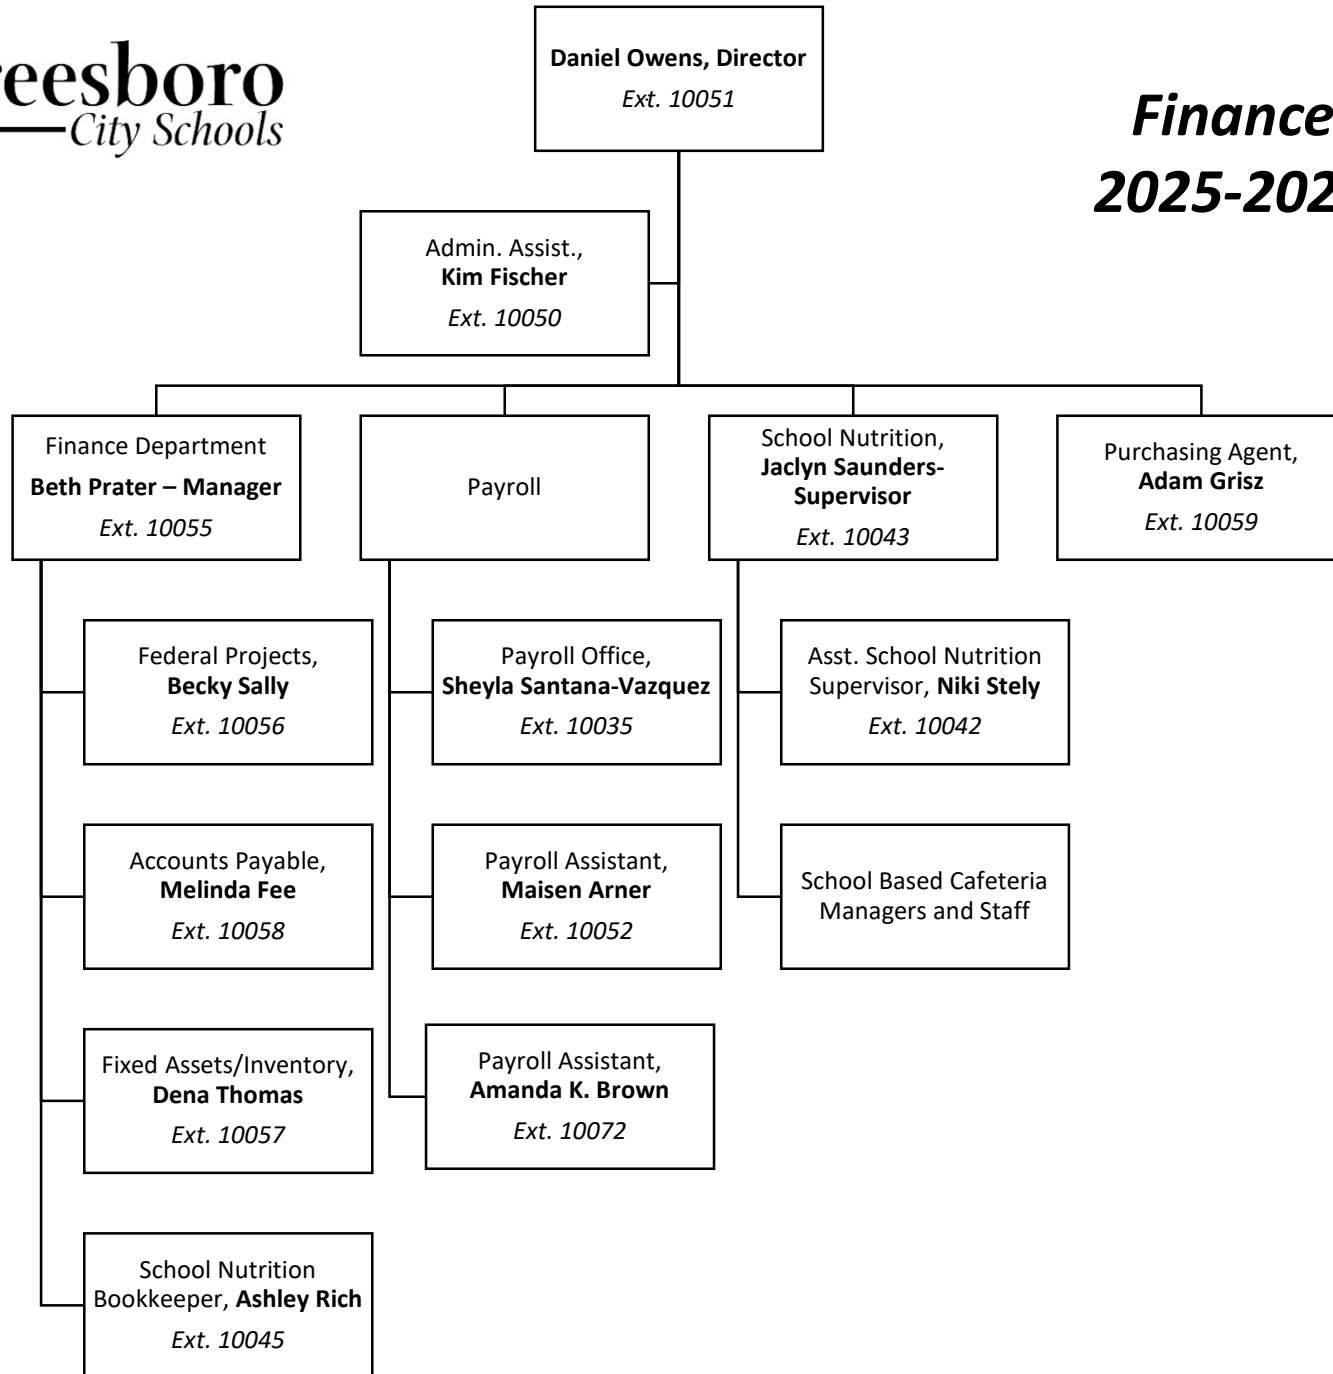 reesboro
City Schools
Daniel Owens, Director
Ext. 10051
Finance
2025-202
Admin. Assist.,
Kim Fischer
Ext. 10050
Finance Department
Beth Prater – Manager
Ext. 10055
Payroll
School Nutrition,
Jaclyn Saunders-
Supervisor
Ext. 10043
Purchasing Agent,
Adam Grisz
Ext. 10059
Federal Projects,
Becky Sally
Ext. 10056
Payroll Office,
Sheyla Santana-Vazquez
Ext. 10035
Asst. School Nutrition
Supervisor, Niki Stely
Ext. 10042
Accounts Payable,
Melinda Fee
Ext. 10058
Payroll Assistant,
Maisen Arner
Ext. 10052
School Based Cafeteria
Managers and Staff
Fixed Assets/Inventory,
Dena Thomas
Ext. 10057
Payroll Assistant,
Amanda K. Brown
Ext. 10072
School Nutrition
Bookkeeper, Ashley Rich
Ext. 10045